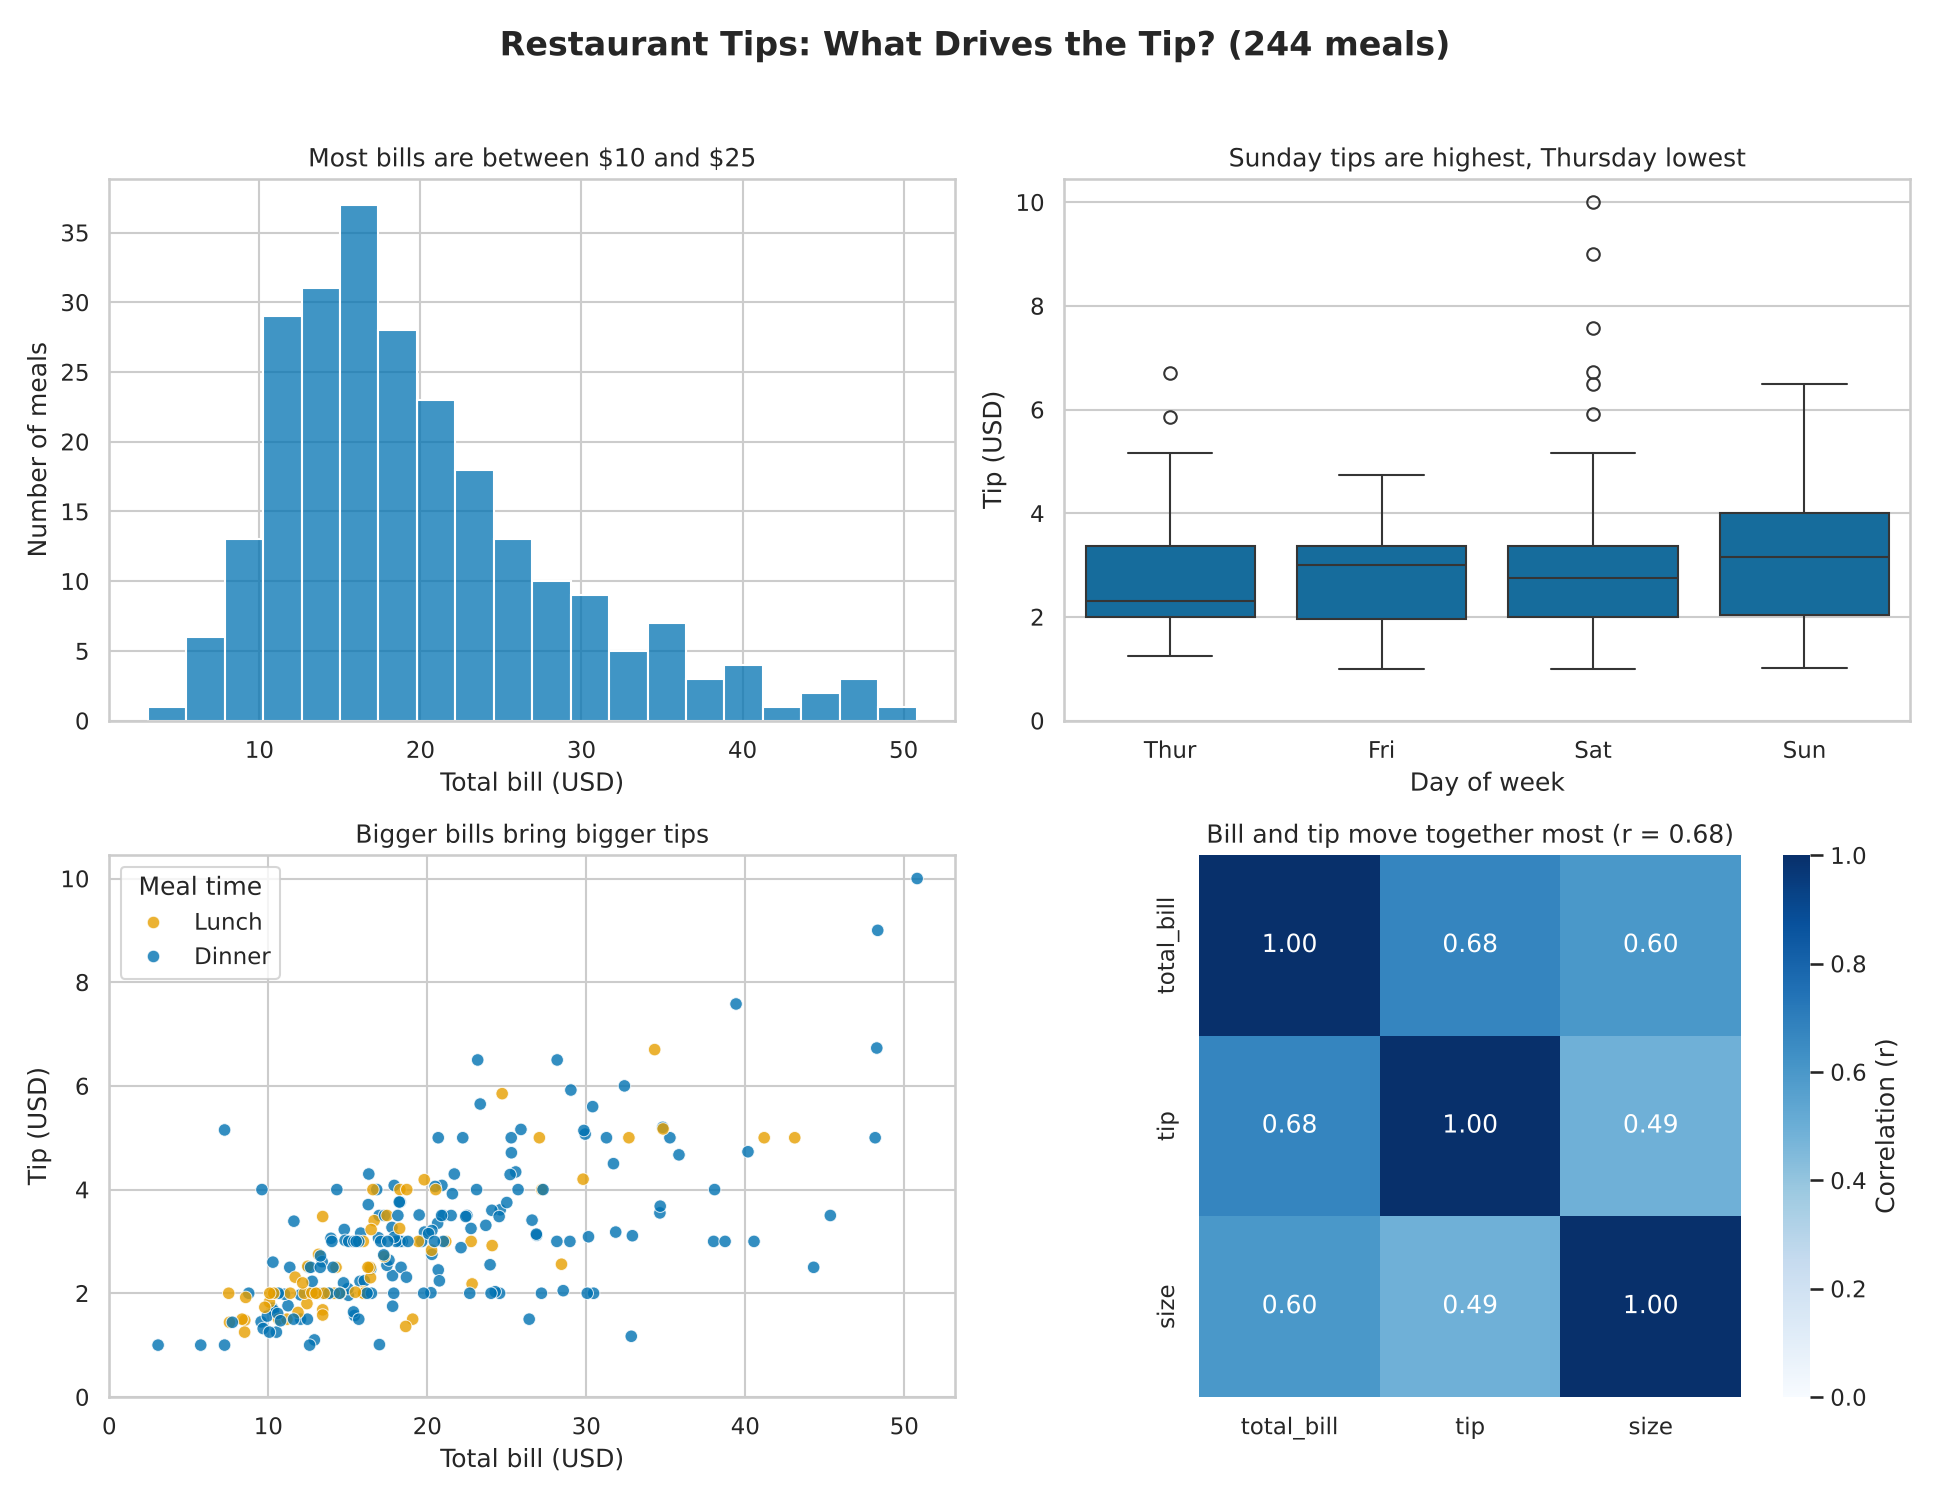 Restaurant Tips: What Drives the Tip? (244 meals)
Most bills are between $10 and $25
Number of meals
35
30
25
20
15
10
5
0
10 20 30 40 50
Total bill (USD)
Sunday tips are highest, Thursday lowest
Tip (USD)
10
8
6
4
2
0
Thur Fri Sat Sun
Day of week
Bigger bills bring bigger tips
Meal time
Lunch
Dinner
Tip (USD)
10
8
6
4
2
0
0 10 20 30 40 50
Total bill (USD)
Bill and tip move together most (r = 0.68)
total_bill
1.00 0.68 0.60
tip
0.68 1.00 0.49
size
0.60 0.49 1.00
total_bill tip size
1.0
0.8
0.6
0.4
0.2
0.0
Correlation (r)